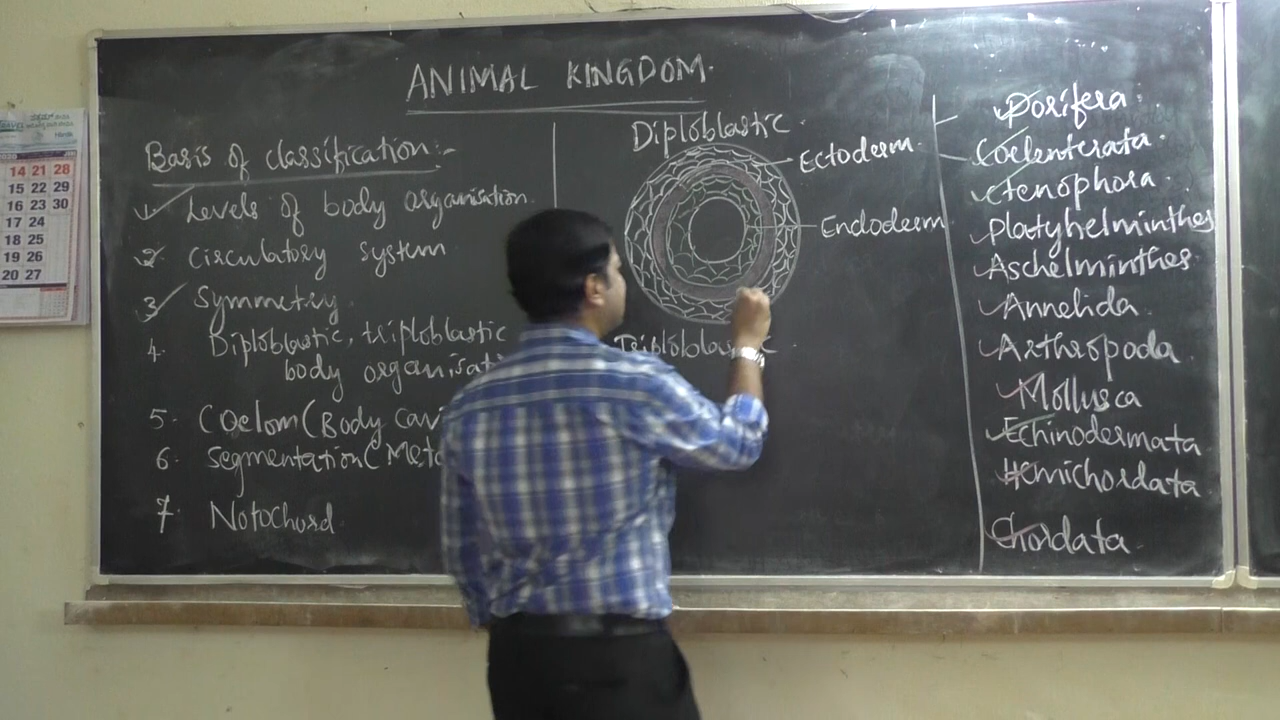 ANIMAL KINGDOM.
Basis of classification:-
1. Levels of body organisation.
2. Circulatory system
3. Symmetry.
4. Diploblastic, triploblastic
body
5. Coelom (Body
6. Segmentation (
7. Notochord
Diploblastic.
Ectoderm.
Endoderm
Porifera
Coelenterata.
Ctenophora
Platyhelminthes
Aschelminthes
Annelida.
Arthropoda
Mollusca
Echinodermata
Hemichordata
Chordata.
14 21 28
15 22 29
16 23 30
17 24
18 25
19 26
20 27